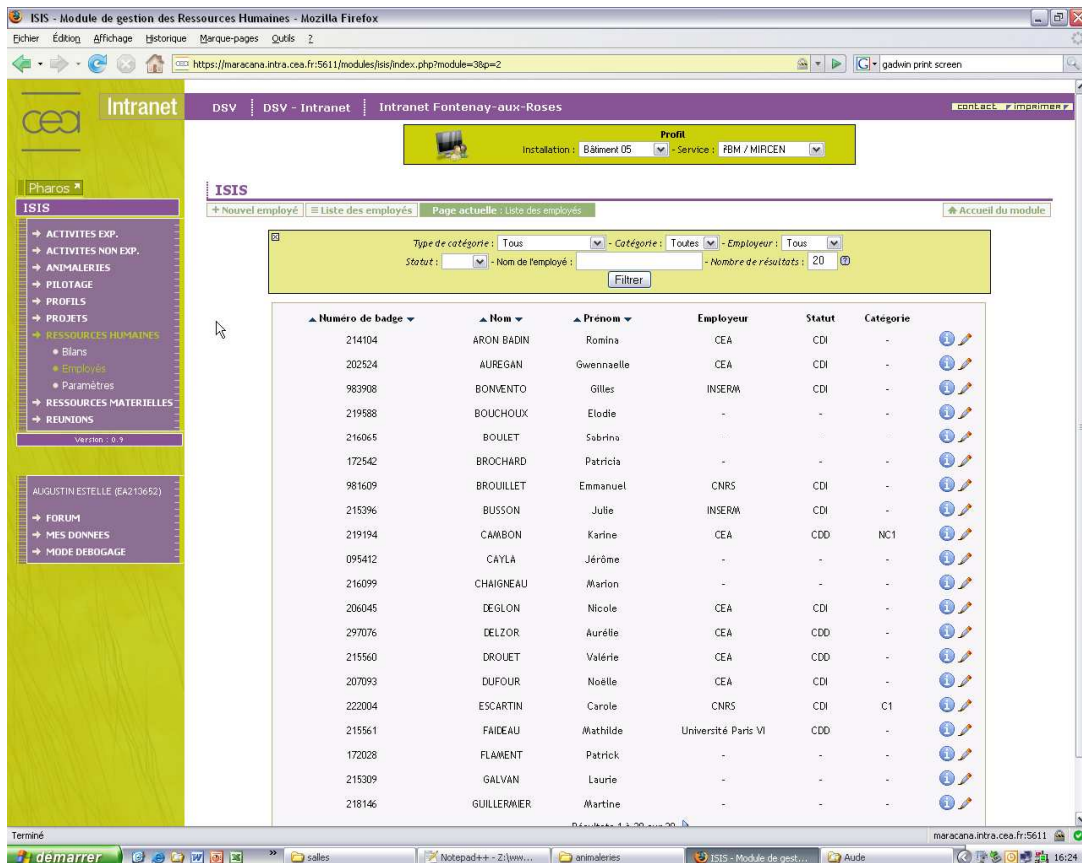 ISIS - Module de gestion des Ressources Humaines - Mozilla Firefox
Fichier Édition Affichage Historique Marque-pages Outils ?
https://maracana.intra.cea.fr:5611/modules/isis/index.php?module=3&p=2 G gadwin print screen
cea Intranet DSV DSV - Intranet Intranet Fontenay-aux-Roses contact imprimer
Profil
Installation : Bâtiment 05 - Service : I²BM / MIRCEN
Pharos
ISIS
ISIS
+ Nouvel employé Liste des employés Page actuelle : Liste des employés Accueil du module
ACTIVITES EXP.
ACTIVITES NON EXP.
ANIMALERIES
PILOTAGE
PROFILS
PROJETS
RESSOURCES HUMAINES
Bilans
Employés
Paramètres
RESSOURCES MATERIELLES
REUNIONS
Version : 0.9
AUGUSTIN ESTELLE (EA213652)
FORUM
MES DONNEES
MODE DEBOGAGE
Type de catégorie : Tous - Catégorie : Toutes - Employeur : Tous
Statut : - Nom de l'employé : - Nombre de résultats : 20
Filtrer
Numéro de badge Nom Prénom Employeur Statut Catégorie
214104 ARON BADIN Romina CEA CDI -
202524 AUREGAN Gwennaelle CEA CDI -
983908 BONVENTO Gilles INSERM CDI -
219588 BOUCHOUX Elodie - - -
216065 BOULET Sabrina
172542 BROCHARD Patricia - - -
981609 BROUILLET Emmanuel CNRS CDI -
215396 BUSSON Julie INSERM CDI -
219194 CAMBON Karine CEA CDD NC1
095412 CAYLA Jérôme - - -
216099 CHAIGNEAU Marion - - -
206045 DEGLON Nicole CEA CDI -
297076 DELZOR Aurélie CEA CDD -
215560 DROUET Valérie CEA CDD -
207093 DUFOUR Noëlle CEA CDI -
222004 ESCARTIN Carole CNRS CDI C1
215561 FAIDEAU Mathilde Université Paris VI CDD -
172028 FLAMENT Patrick - - -
215309 GALVAN Laurie - - -
218146 GUILLERMIER Martine - - -
Terminé maracana.intra.cea.fr:5611
démarrer salles Notepad++ - Z:\ww... animaleries ISIS - Module de gest... Aude 16:24